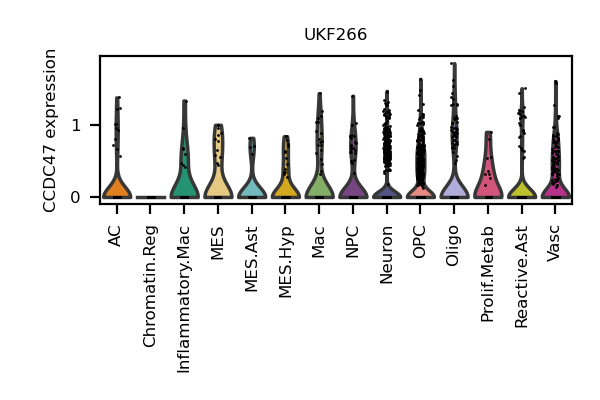 UKF266
CCDC47 expression
1
0
AC
Chromatin.Reg
Inflammatory.Mac
MES
MES.Ast
MES.Hyp
Mac
NPC
Neuron
OPC
Oligo
Prolif.Metab
Reactive.Ast
Vasc